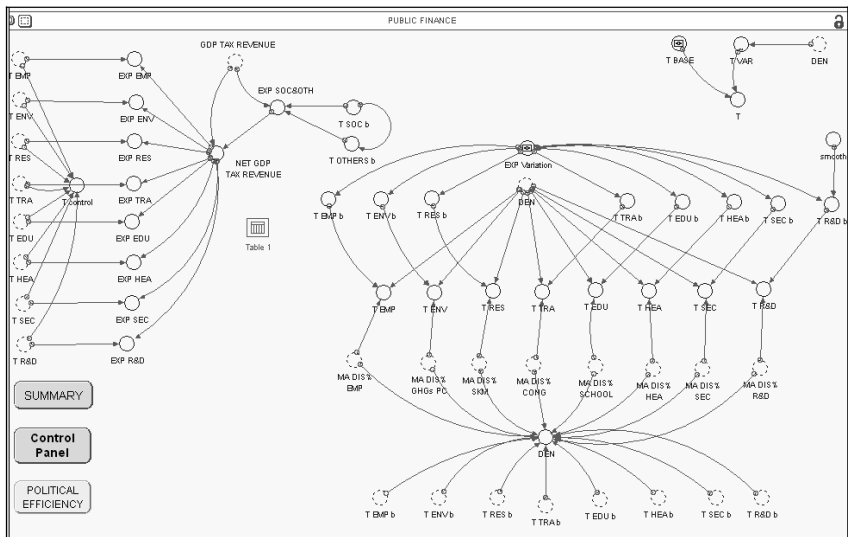 PUBLIC FINANCE
GDP TAX REVENUE
T BASE
T VAR
DEN
T EMP
EXP EMP
EXP SOC&OTH
T
T ENV
EXP ENV
T SOC b
T RES
EXP RES
T OTHERS b
EXP Variation
smooth
NET GDP
TAX REVENUE
T TRA
T control
EXP TRA
DEN
T EMP b
T ENV b
T RES b
T TRA b
T EDU b
T HEA b
T SEC b
T R&D b
T EDU
EXP EDU
Table 1
T HEA
EXP HEA
T SEC
EXP SEC
T EMP
T ENV
T RES
T TRA
T EDU
T HEA
T SEC
T R&D
T R&D
EXP R&D
MA DIS%
EMP
MA DIS%
GHGs PC
MA DIS%
SKM
MA DIS%
CONG
MA DIS%
SCHOOL
MA DIS%
HEA
MA DIS%
SEC
MA DIS%
R&D
SUMMARY
Control
Panel
DEN
POLITICAL
EFFICIENCY
T EMP b
T ENV b
T RES b
T TRA b
T EDU b
T HEA b
T SEC b
T R&D b